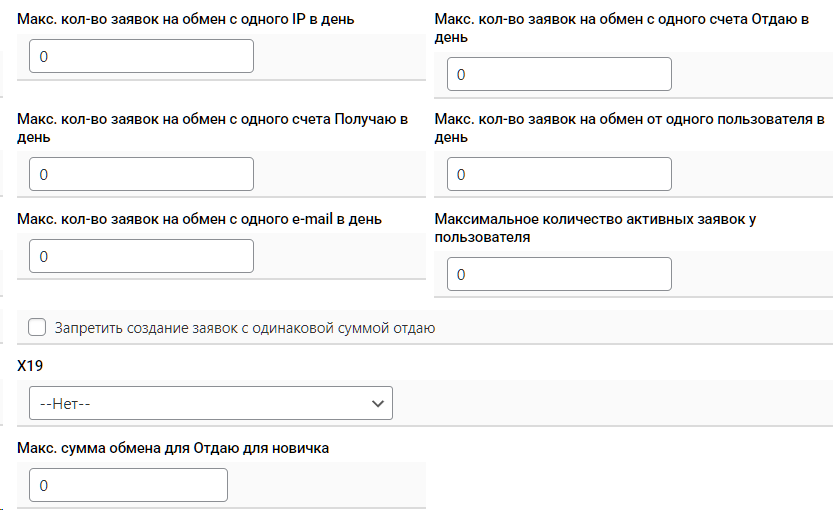 Макс. кол-во заявок на обмен с одного IP в день
0
Макс. кол-во заявок на обмен с одного счета Отдаю в
день
0
Макс. кол-во заявок на обмен с одного счета Получаю в
день
0
Макс. кол-во заявок на обмен от одного пользователя в
день
0
Макс. кол-во заявок на обмен с одного e-mail в день
0
Максимальное количество активных заявок у
пользователя
0
Запретить создание заявок с одинаковой суммой отдаю
X19
--Нет--
Макс. сумма обмена для Отдаю для новичка
0